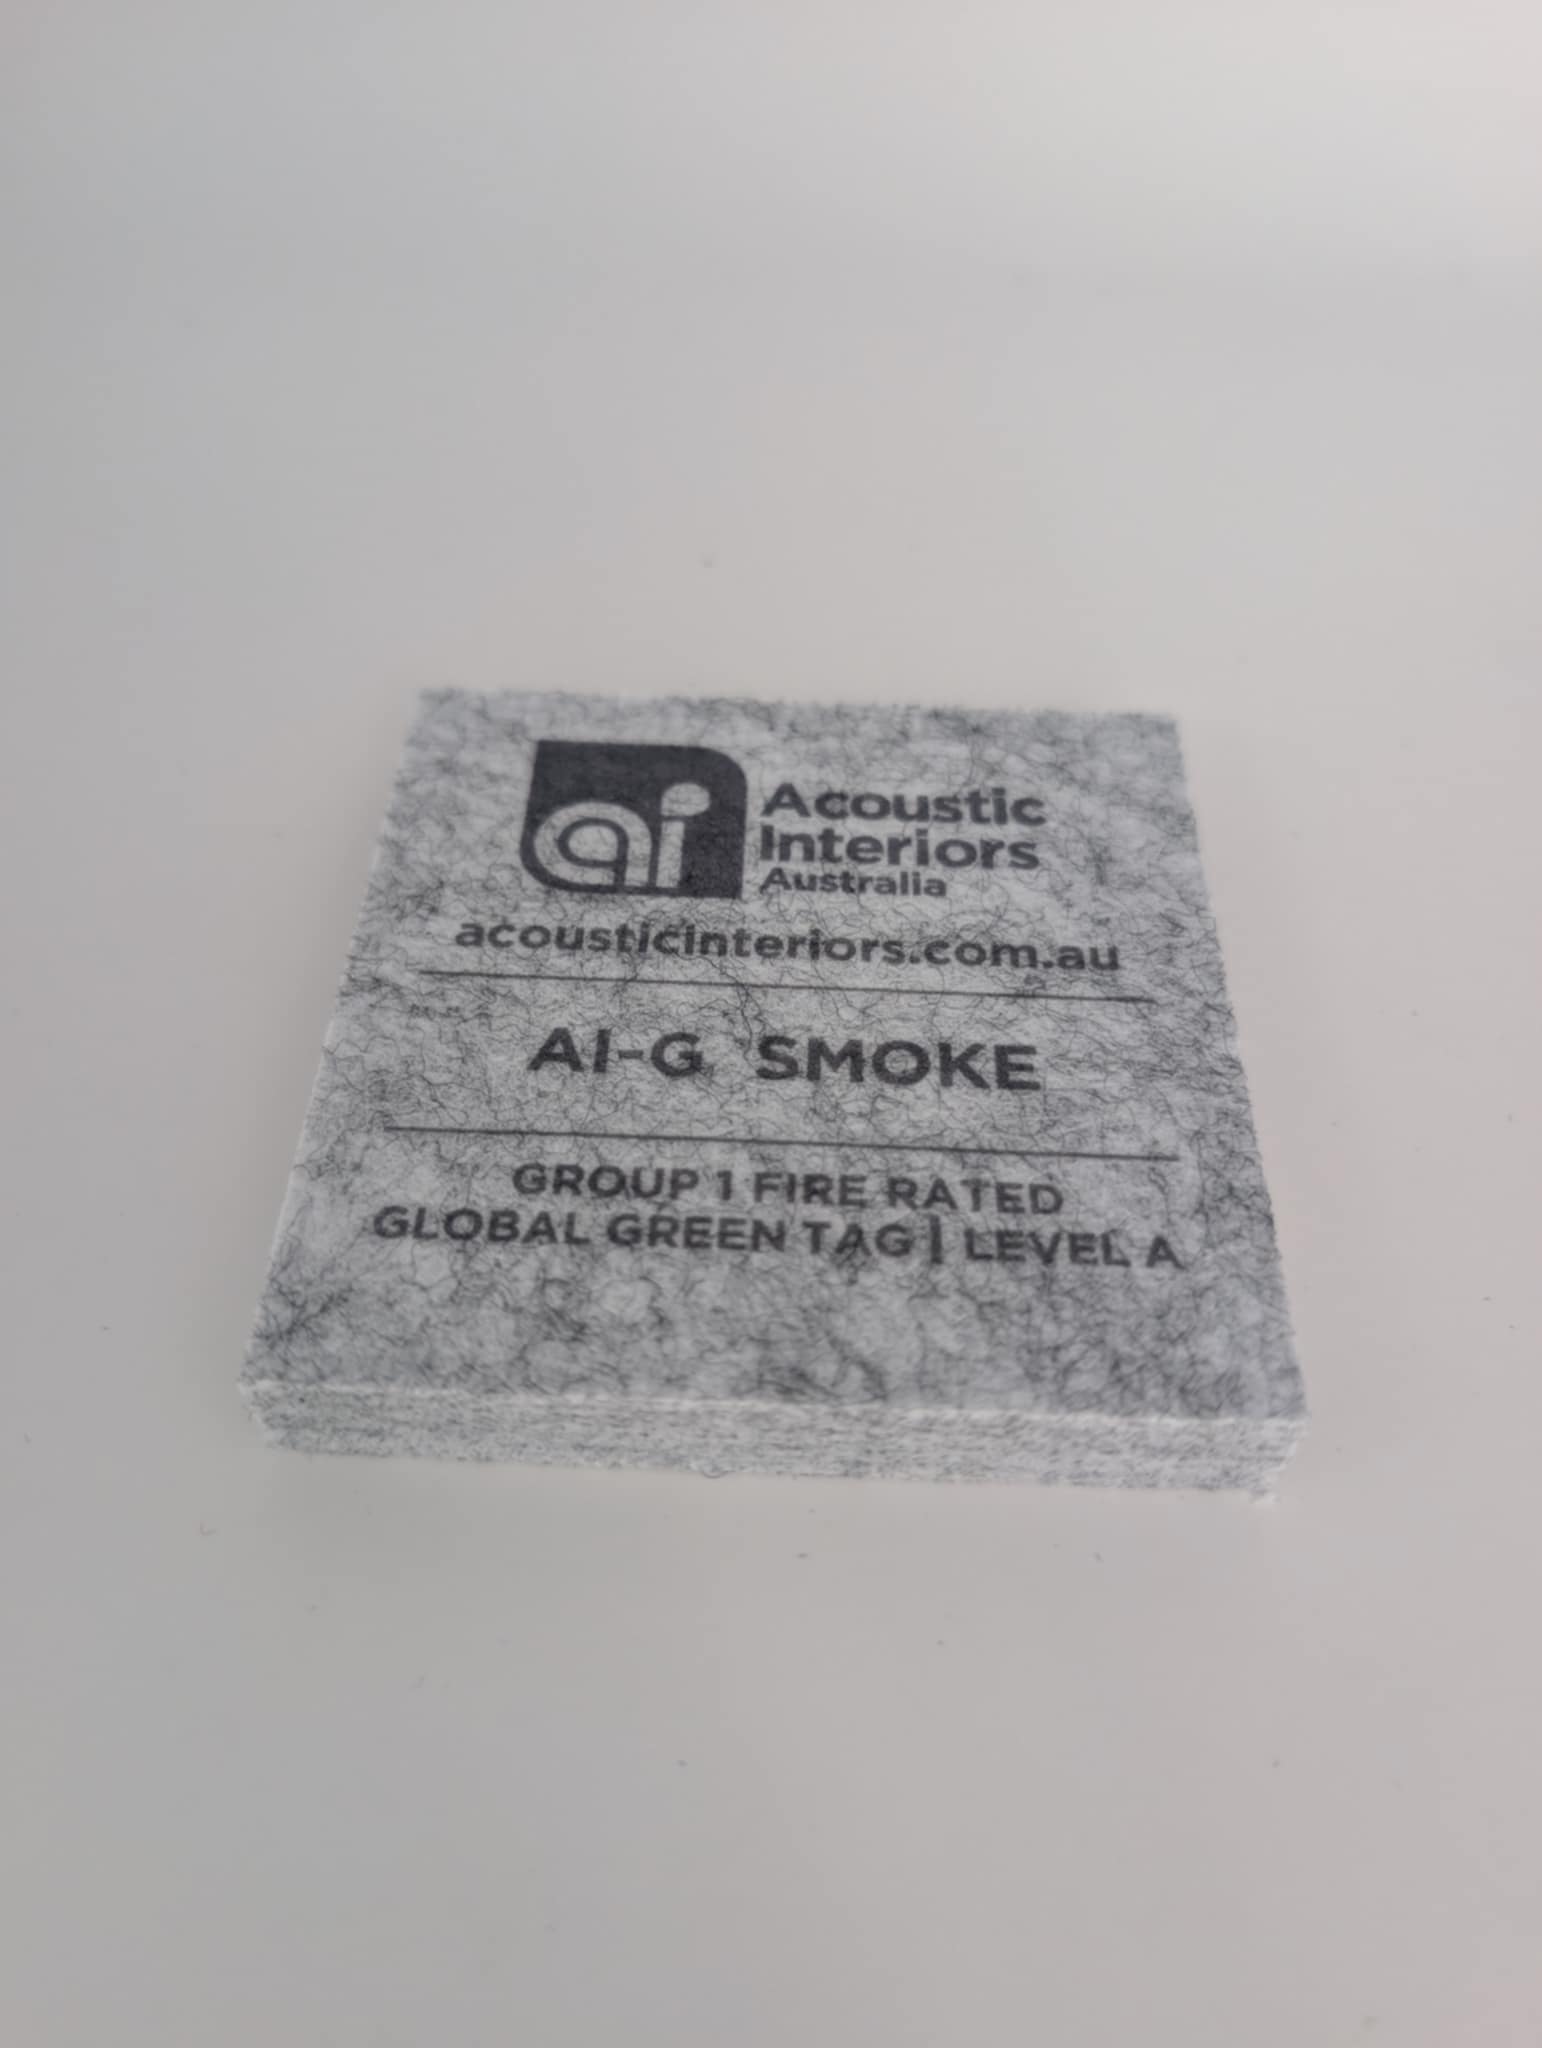 ai
Acoustic
Interiors
Australia
acousticinteriors.com.au
AI-G SMOKE
GROUP 1 FIRE RATED
GLOBAL GREEN TAG | LEVEL A